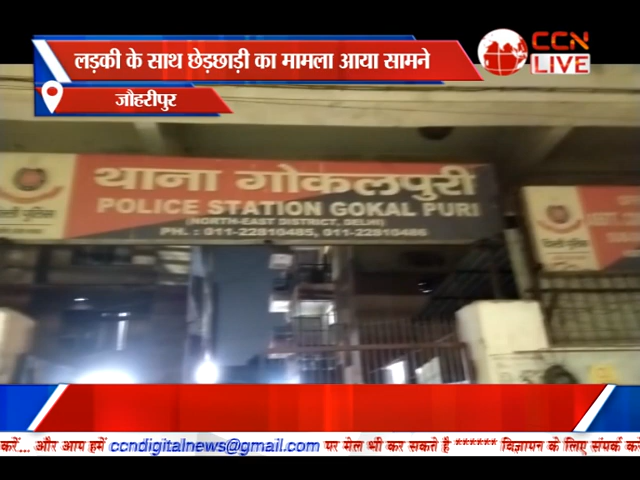 लड़की के साथ छेड़छाड़ी का मामला आया सामने
CCN
LIVE
जौहरीपुर
थाना गोकलपुरी
POLICE STATION GOKAL PURI
(NORTH-EAST DISTRICT, DELHI)
PH. : 011-22810485, 011-22810486
दिल्ली पुलिस
करें... और आप हमें ccndigitalnews@gmail.com पर मेल भी कर सकते है ****** विज्ञापन के लिए संपर्क करे